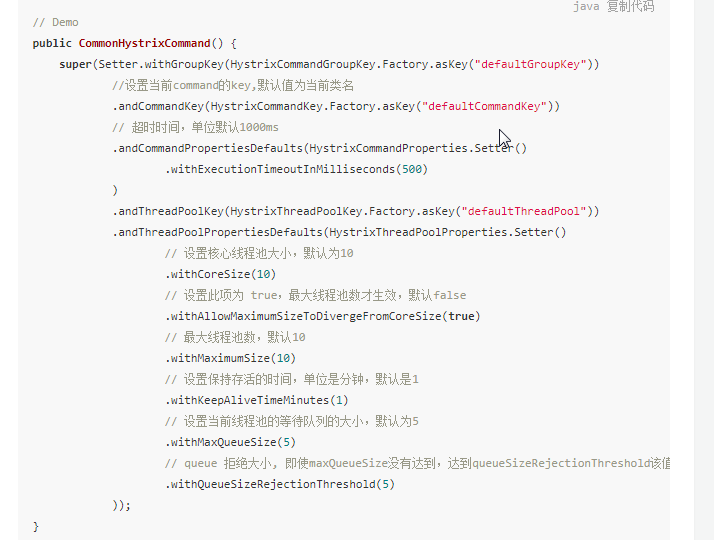 java 复制代码
// Demo
public CommonHystrixCommand() {
    super(Setter.withGroupKey(HystrixCommandGroupKey.Factory.asKey("defaultGroupKey"))
            //设置当前command的key,默认值为当前类名
            .andCommandKey(HystrixCommandKey.Factory.asKey("defaultCommandKey"))
            // 超时时间，单位默认1000ms
            .andCommandPropertiesDefaults(HystrixCommandProperties.Setter()
                    .withExecutionTimeoutInMilliseconds(500)
            )
            .andThreadPoolKey(HystrixThreadPoolKey.Factory.asKey("defaultThreadPool"))
            .andThreadPoolPropertiesDefaults(HystrixThreadPoolProperties.Setter()
                    // 设置核心线程池大小，默认为10
                    .withCoreSize(10)
                    // 设置此项为 true，最大线程池数才生效，默认false
                    .withAllowMaximumSizeToDivergeFromCoreSize(true)
                    // 最大线程池数，默认10
                    .withMaximumSize(10)
                    // 设置保持存活的时间，单位是分钟，默认是1
                    .withKeepAliveTimeMinutes(1)
                    // 设置当前线程池的等待队列的大小，默认为5
                    .withMaxQueueSize(5)
                    // queue 拒绝大小, 即使maxQueueSize没有达到，达到queueSizeRejectionThreshold该值
                    .withQueueSizeRejectionThreshold(5)
            ));
}